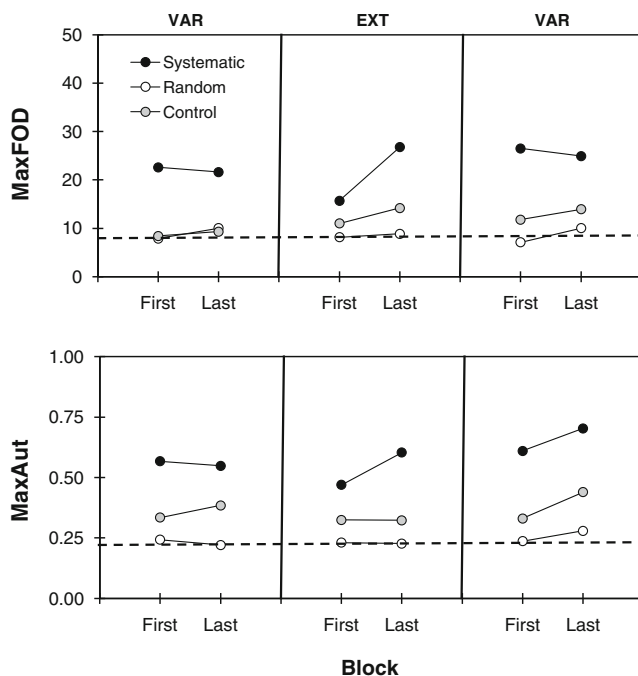 VAR EXT VAR
50
40
30
20
10
0
MaxFOD
Systematic
Random
Control
First Last First Last First Last
1.00
0.75
0.50
0.25
0.00
MaxAut
First Last First Last First Last
Block